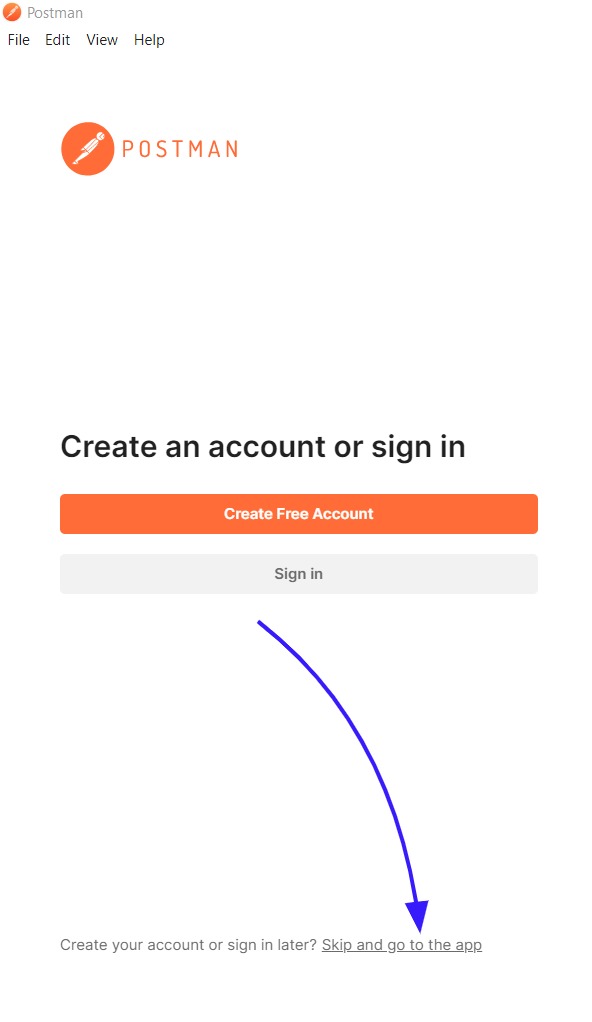 Postman
File Edit View Help
POSTMAN
Create an account or sign in
Create Free Account
Sign in
Create your account or sign in later? Skip and go to the app